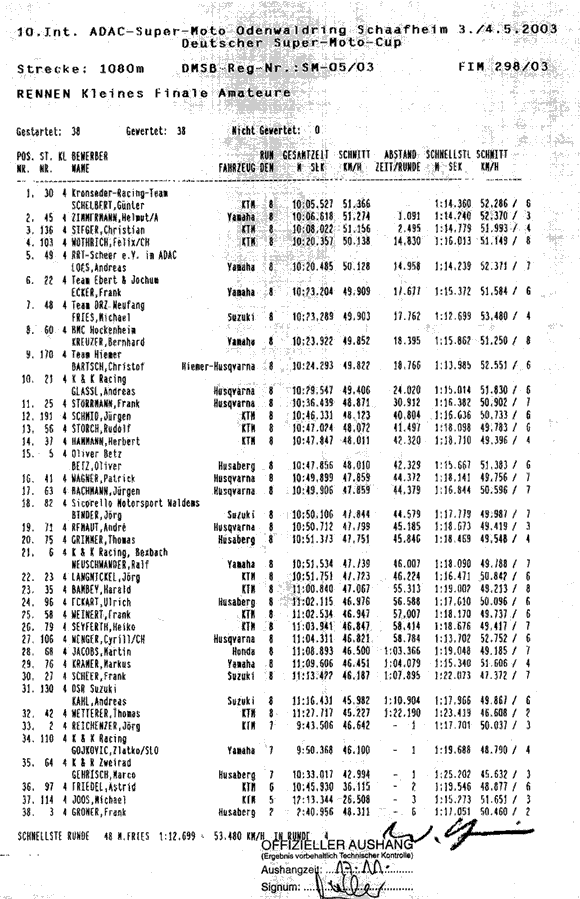 10.Int. ADAC-Super-Moto Odenwaldring Schaafheim 3./4.5.2003
Deutscher Super-Moto-Cup
Strecke: 1080m DMSB-Reg-Nr.:SM-05/03 FIM 298/03
RENNEN Kleines Finale Amateure
Gestartet: 38 Gewertet: 38 Nicht Gewertet: 0
POS. ST. KL BEWERBER RUN GESAMTZEIT SCHNITT ABSTAND SCHNELLSTE SCHNITT
NR. NR. NAME FAHRZEUG DEN M SEK KM/H ZEIT/RUNDE M SEK KM/H
1. 30 4 Kronseder-Racing-Team
SCHELBERT,Günter KTM 8 10:05.527 51.366 1:14.360 52.286 / 6
2. 45 4 ZIMMERMANN,Helmut/A Yamaha 8 10:06.618 51.274 1.091 1:14.240 52.370 / 3
3. 136 4 STEGER,Christian KTM 8 10:08.022 51.156 2.495 1:14.779 51.993 / 4
4. 103 4 WOTHRICH,Felix/CH KTM 8 10:20.357 50.138 14.830 1:16.013 51.149 / 8
5. 49 4 RRT-Scheer e.V. im ADAC
LOES,Andreas Yamaha 8 10:20.485 50.128 14.958 1:14.239 52.371 / 7
6. 22 4 Team Ebert & Jochum
ECKER,Frank Yamaha 8 10:23.204 49.909 17.677 1:15.372 51.584 / 6
7. 48 4 Team DRZ Neufang
FRIES,Michael Suzuki 8 10:23.289 49.903 17.762 1:12.699 53.480 / 4
8. 60 4 HMC Hockenheim
KREUZER,Bernhard Yamaha 8 10:23.922 49.852 18.395 1:15.862 51.250 / 8
9. 170 4 Team Hiemer
BARTSCH,Christof Hiemer-Husqvarna 8 10:24.293 49.822 18.766 1:13.985 52.551 / 6
10. 21 4 K & K Racing
GLASSL,Andreas Husqvarna 8 10:29.547 49.406 24.020 1:15.014 51.830 / 6
11. 25 4 STORRMANN,Frank Husqvarna 8 10:36.439 48.871 30.912 1:16.382 50.902 / 7
12. 191 4 SCHMID,Jürgen KTM 8 10:46.331 48.123 40.804 1:16.636 50.733 / 6
13. 56 4 STORCH,Rudolf KTM 8 10:47.024 48.072 41.497 1:18.098 49.783 / 6
14. 37 4 HAMMANN,Herbert KTM 8 10:47.847 48.011 42.320 1:18.710 49.396 / 4
15. 5 4 Oliver Betz
BETZ,Oliver Husaberg 8 10:47.856 48.010 42.329 1:15.667 51.383 / 6
16. 41 4 WAGNER,Patrick Husqvarna 8 10:49.899 47.859 44.372 1:18.141 49.756 / 7
17. 63 4 HACHMANN,Jürgen KTM 8 10:49.906 47.859 44.379 1:16.844 50.596 / 7
18. 82 4 Sicorello Motorsport Waldems
BINDER,Jörg Suzuki 8 10:50.106 47.844 44.579 1:17.779 49.987 / 7
19. 71 4 REMAUT,André Husqvarna 8 10:50.712 47.799 45.185 1:18.673 49.419 / 3
20. 75 4 GRIMMER,Thomas Husaberg 8 10:51.373 47.751 45.846 1:18.469 49.548 / 4
21. 6 4 K & K Racing, Bexbach
NEUSCHWANDER,Ralf Yamaha 8 10:51.534 47.739 46.007 1:18.090 49.788 / 7
22. 23 4 LANGNICKEL,Jörg KTM 8 10:51.751 47.723 46.224 1:16.471 50.842 / 6
23. 35 4 BAMBEY,Harald KTM 8 11:00.840 47.067 55.313 1:19.002 49.213 / 8
24. 96 4 ECKART,Ulrich Husaberg 8 11:02.115 46.976 56.588 1:17.610 50.096 / 6
25. 58 4 WEINERT,Frank KTM 8 11:02.534 46.947 57.007 1:18.170 49.737 / 6
26. 79 4 SEYFERTH,Heiko KTM 8 11:03.941 46.847 58.414 1:18.676 49.417 / 7
27. 106 4 WENGER,Cyrill/CH Husqvarna 8 11:04.311 46.821 58.784 1:13.702 52.752 / 6
28. 68 4 JACOBS,Martin Honda 8 11:08.893 46.500 1:03.366 1:19.048 49.185 / 7
29. 76 4 KRAMER,Markus Yamaha 8 11:09.606 46.451 1:04.079 1:15.340 51.606 / 4
30. 27 4 SCHEER,Frank Suzuki 8 11:13.422 46.187 1:07.895 1:22.073 47.372 / 7
31. 130 4 DSR Suzuki
KAHL,Andreas Suzuki 8 11:16.431 45.982 1:10.904 1:17.966 49.867 / 6
32. 42 4 WETTERER,Thomas KTM 8 11:27.717 45.227 1:22.190 1:23.419 46.608 / 2
33. 2 4 REICHENZER,Jörg KTM 7 9:43.506 46.642 - 1 1:17.701 50.037 / 3
34. 110 4 K & K Racing
GOJKOVIC,Zlatko/SLO Yamaha 7 9:50.368 46.100 - 1 1:19.688 48.790 / 4
35. 64 4 K & R Zweirad
GEHRISCH,Marco Husaberg 7 10:33.017 42.994 - 1 1:25.202 45.632 / 3
36. 97 4 TRIEDEL,Astrid KTM 6 10:45.930 36.115 - 2 1:19.546 48.877 / 6
37. 114 4 JOOS,Michael KTM 5 12:13.344 26.508 - 3 1:15.273 51.651 / 3
38. 3 4 GRONER,Frank Husaberg 2 2:40.956 48.311 - 6 1:17.051 50.460 / 2
SCHNELLSTE RUNDE 48 M.FRIES 1:12.699 - 53.480 KM/H IN RUNDE 4
OFFIZIELLER AUSHANG
(Ergebnis vorbehaltlich Technischer Kontrolle)
Aushangzeit:
Signum: